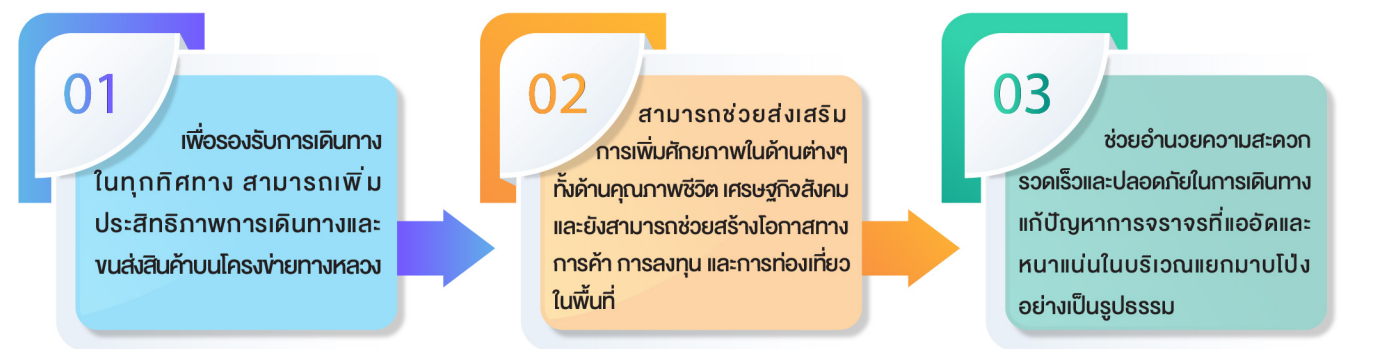 01
เพื่อรองรับการเดินทาง
ในทุกทิศทาง สามารถเพิ่ม
ประสิทธิภาพการเดินทางและ
ขนส่งสินค้าบนโครงข่ายทางหลวง
02
สามารถช่วยส่งเสริม
การเพิ่มศักยภาพในด้านต่างๆ
ทั้งด้านคุณภาพชีวิต เศรษฐกิจสังคม
และยังสามารถช่วยสร้างโอกาสทาง
การค้า การลงทุน และการท่องเที่ยว
ในพื้นที่
03
ช่วยอำนวยความสะดวก
รวดเร็วและปลอดภัยในการเดินทาง
แก้ปัญหาการจราจรที่แออัดและ
หนาแน่นในบริเวณแยกมาบโป่ง
อย่างเป็นรูปธรรม